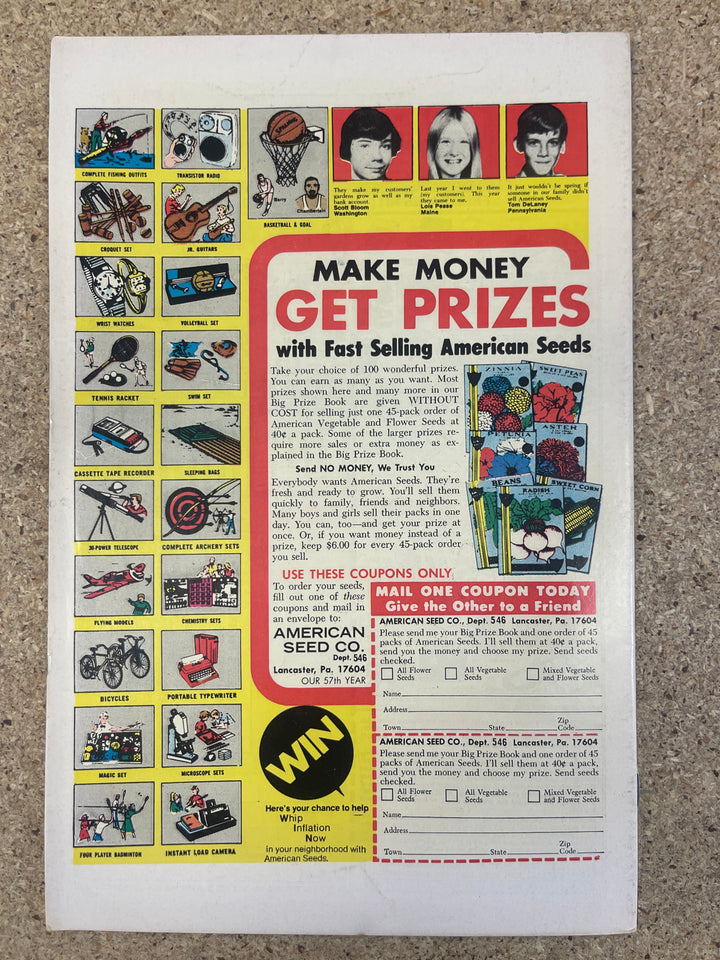 COMPLETE FISHING OUTFITS
TRANSISTOR RADIO
SPALDING
Barry
Chamberlain
BASKETBALL & GOAL
They make my customers'
gardens grow as well as my
bank account.
Scott Bloom
Washington
Last year I went to them
(my customers). This year
they came to me.
Lois Pease
Maine
It just wouldn't be spring if
someone in our family didn't
sell American Seeds.
Tom DeLaney
Pennsylvania
CROQUET SET
JR. GUITARS
WRIST WATCHES
VOLLEYBALL SET
TENNIS RACKET
SWIM SET
CASSETTE TAPE RECORDER
SLEEPING BAGS
30-POWER TELESCOPE
COMPLETE ARCHERY SETS
FLYING MODELS
CHEMISTRY SETS
BICYCLES
PORTABLE TYPEWRITER
MAGIC SET
MICROSCOPE SETS
FOUR PLAYER BADMINTON
INSTANT LOAD CAMERA
MAKE MONEY
GET PRIZES
with Fast Selling American Seeds
Take your choice of 100 wonderful prizes.
You can earn as many as you want. Most
prizes shown here and many more in our
Big Prize Book are given WITHOUT
COST for selling just one 45-pack order of
American Vegetable and Flower Seeds at
40¢ a pack. Some of the larger prizes re-
quire more sales or extra money as ex-
plained in the Big Prize Book.
Send NO MONEY, We Trust You
Everybody wants American Seeds. They're
fresh and ready to grow. You'll sell them
quickly to family, friends and neighbors.
Many boys and girls sell their packs in one
day. You can, too—and get your prize at
once. Or, if you want money instead of a
prize, keep $6.00 for every 45-pack order
you sell.
ZINNIA
SWEET PEAS
PETUNIA
ASTER
BEANS
RADISH
SWEET CORN
USE THESE COUPONS ONLY
To order your seeds,
fill out one of these
coupons and mail in
an envelope to:
AMERICAN
SEED CO.
Dept. 546
Lancaster, Pa. 17604
OUR 57th YEAR
WIN
Here's your chance to help
Whip
Inflation
Now
in your neighborhood with
American Seeds.
MAIL ONE COUPON TODAY
Give the Other to a Friend
AMERICAN SEED CO., Dept. 546 Lancaster, Pa. 17604
Please send me your Big Prize Book and one order of 45
packs of American Seeds. I'll sell them at 40¢ a pack,
send you the money and choose my prize. Send seeds
checked.
All Flower Seeds
All Vegetable Seeds
Mixed Vegetable and Flower Seeds
Name
Address
Town State Zip Code
AMERICAN SEED CO., Dept. 546 Lancaster, Pa. 17604
Please send me your Big Prize Book and one order of 45
packs of American Seeds. I'll sell them at 40¢ a pack,
send you the money and choose my prize. Send seeds
checked.
All Flower Seeds
All Vegetable Seeds
Mixed Vegetable and Flower Seeds
Name
Address
Town State Zip Code